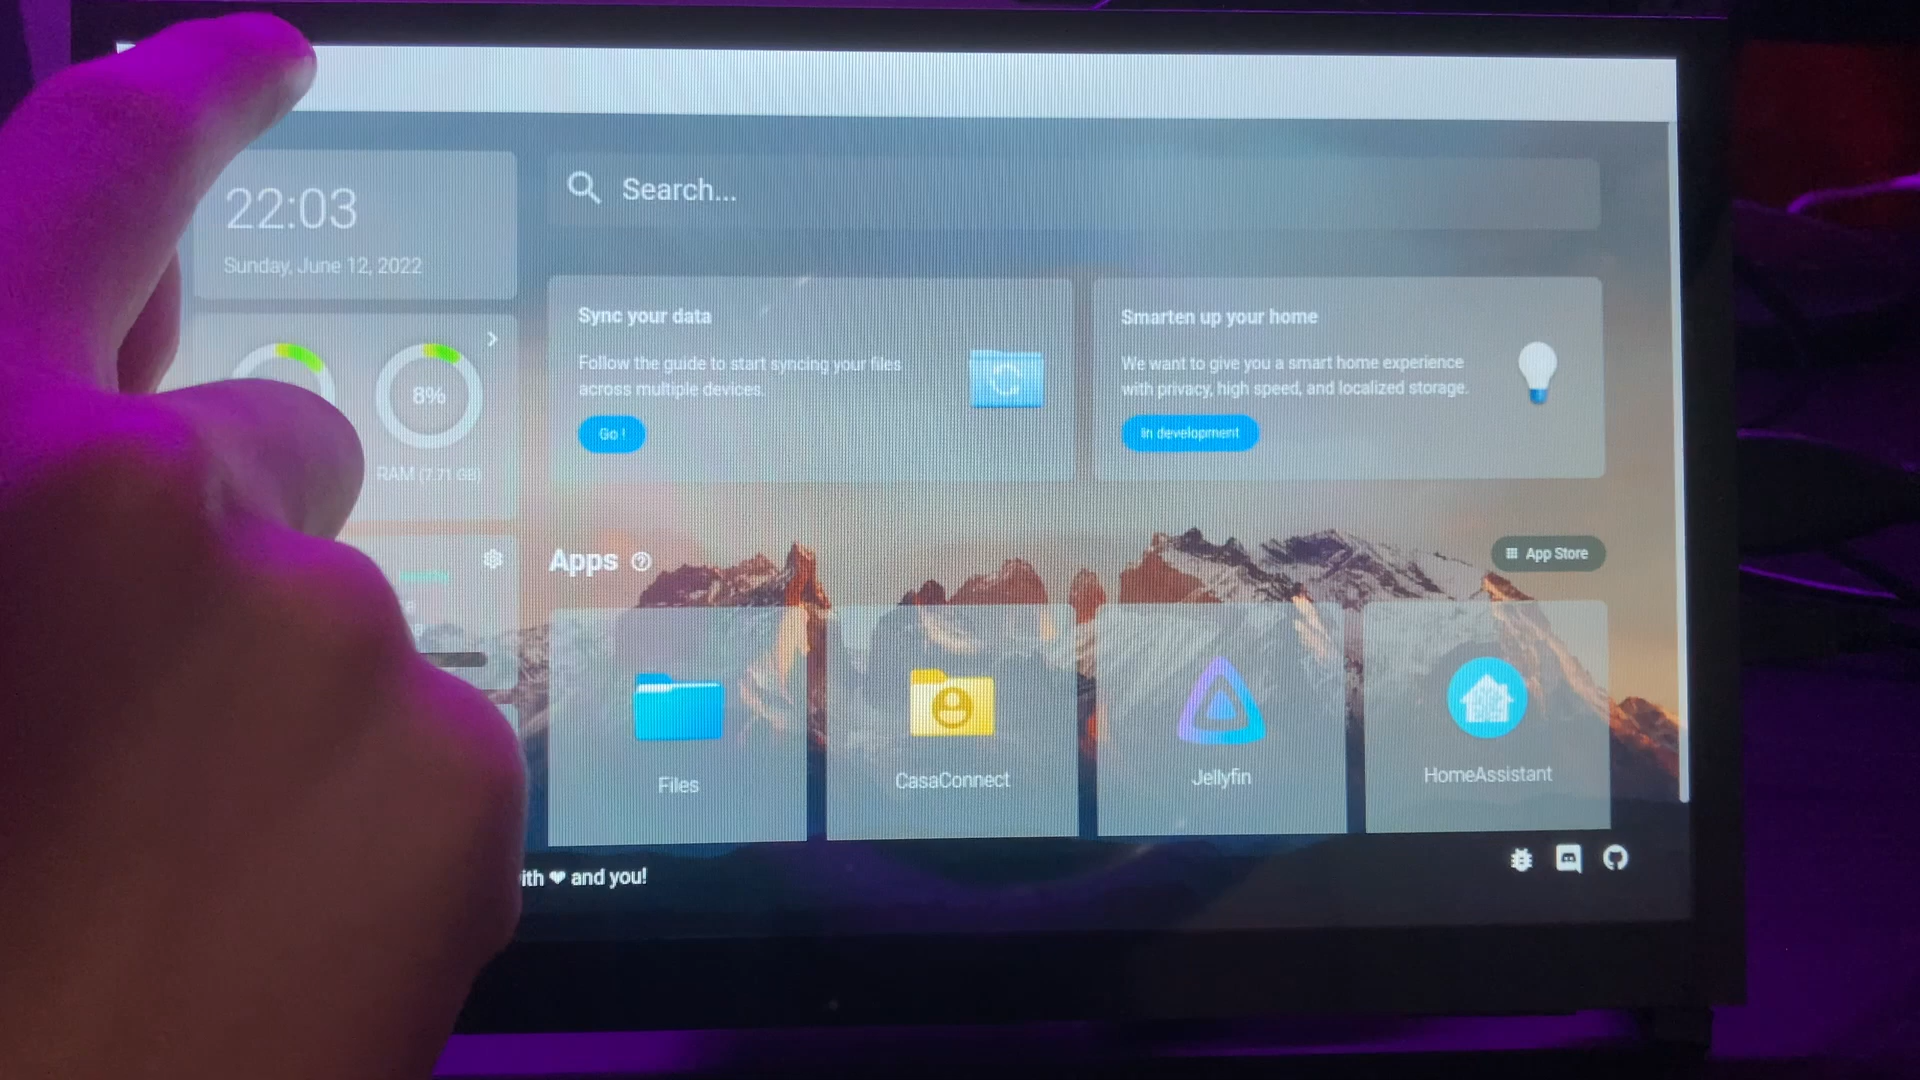 22:03
Sunday, June 12, 2022
Search...
Sync your data
Follow the guide to start syncing your files
across multiple devices.
Go !
Smarten up your home
We want to give you a smart home experience
with privacy, high speed, and localized storage.
In development
8%
RAM (7.71 GB)
Apps
App Store
Files
CasaConnect
Jellyfin
HomeAssistant
ith ❤ and you!